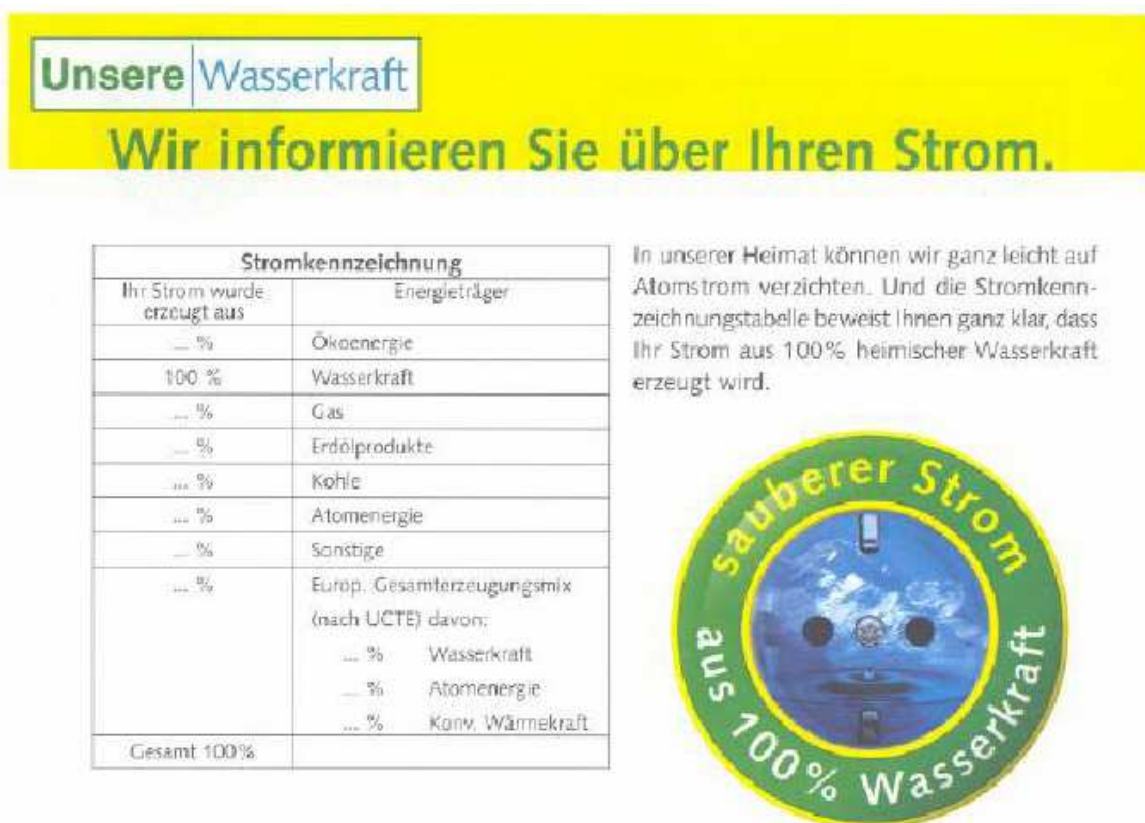 Unsere Wasserkraft
Wir informieren Sie über Ihren Strom.
Stromkennzeichnung
Ihr Strom wurde erzeugt aus Energieträger
... % Ökoenergie
100 % Wasserkraft
... % Gas
... % Erdölprodukte
... % Kohle
... % Atomenergie
... % Sonstige
... % Europ. Gesamterzeugungsmix
(nach UCTE) davon:
... % Wasserkraft
... % Atomenergie
... % Konv. Wärmekraft
Gesamt 100%
In unserer Heimat können wir ganz leicht auf
Atomstrom verzichten. Und die Stromkenn-
zeichnungstabelle beweist Ihnen ganz klar, dass
Ihr Strom aus 100% heimischer Wasserkraft
erzeugt wird.
sauberer Strom
aus 100% Wasserkraft